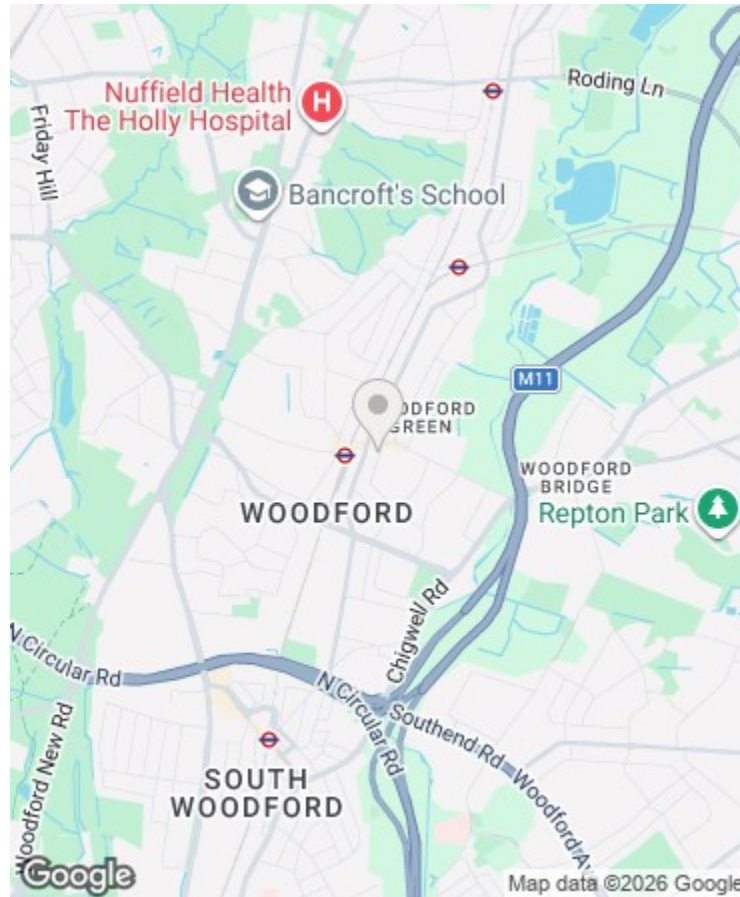 Roding Ln
Nuffield Health
The Holly Hospital
H
Friday Hill
Bancroft's School
M11
ODFORD
GREEN
WOODFORD
BRIDGE
WOODFORD
Repton Park
Chigwell Rd
N Circular Rd
N Circular Rd
Southend Rd
Woodford Av
Woodford New Rd
SOUTH
WOODFORD
Google
Map data ©2026 Google